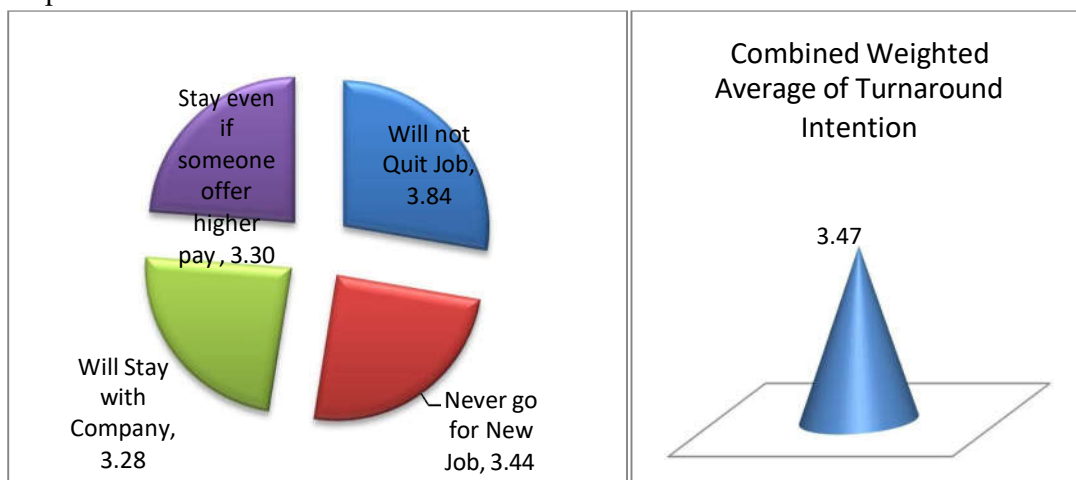 Stay even
if
someone
offer
higher
pay , 3.30
Will not
Quit Job,
3.84
Will Stay
with
Company,
3.28
Never go
for New
Job, 3.44
Combined Weighted
Average of Turnaround
Intention
3.47